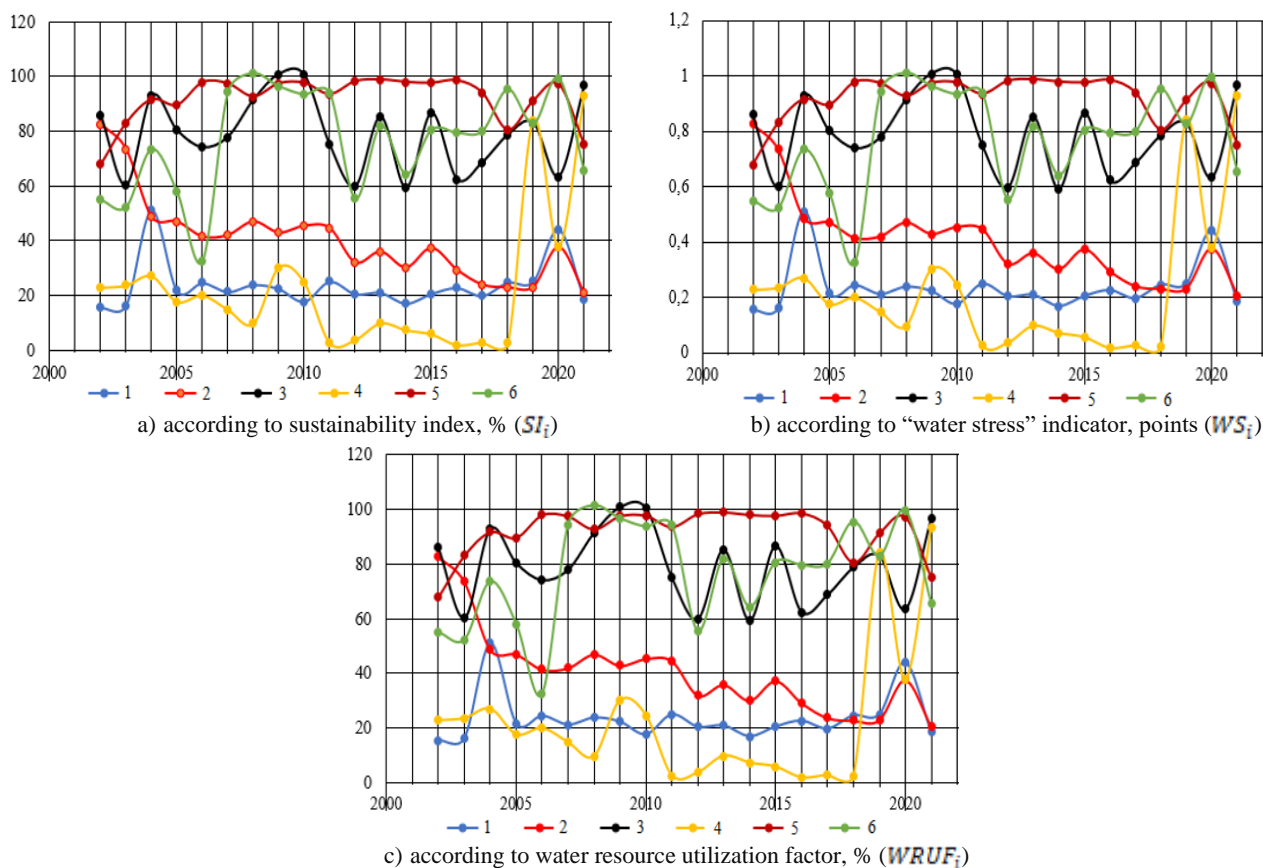 120
100
80
60
40
20
0
2000 2005 2010 2015 2020
1 2 3 4 5 6
a) according to sustainability index, % (SIᵢ)
1,2
1
0,8
0,6
0,4
0,2
0
2000 2005 2010 2015 2020
1 2 3 4 5 6
b) according to “water stress” indicator, points (WSᵢ)
120
100
80
60
40
20
0
2000 2005 2010 2015 2020
1 2 3 4 5 6
c) according to water resource utilization factor, % (WRUFᵢ)